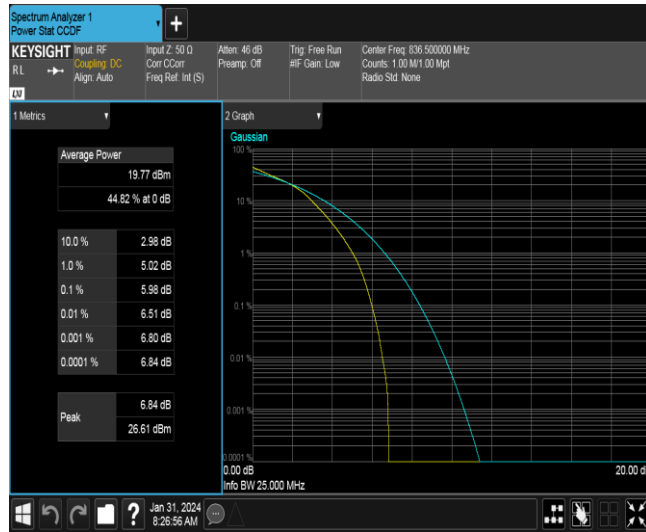 Spectrum Analyzer 1
Power Stat CCDF
+
KEYSIGHT
RL
LXI
Input: RF
Coupling: DC
Align: Auto
Input Z: 50 Ω
Corr CCorr
Freq Ref: Int (S)
Atten: 46 dB
Preamp: Off
Trig: Free Run
#IF Gain: Low
Center Freq: 836.500000 MHz
Counts: 1.00 M/1.00 Mpt
Radio Std: None
1 Metrics
Average Power
19.77 dBm
44.82 % at 0 dB
10.0 % 2.98 dB
1.0 % 5.02 dB
0.1 % 5.98 dB
0.01 % 6.51 dB
0.001 % 6.80 dB
0.0001 % 6.84 dB
Peak
6.84 dB
26.61 dBm
2 Graph
Gaussian
100 %
10 %
1 %
0.1 %
0.01 %
0.001 %
0.0001 %
0.00 dB
20.00 d
Info BW 25.000 MHz
?
Jan 31, 2024
8:26:56 AM